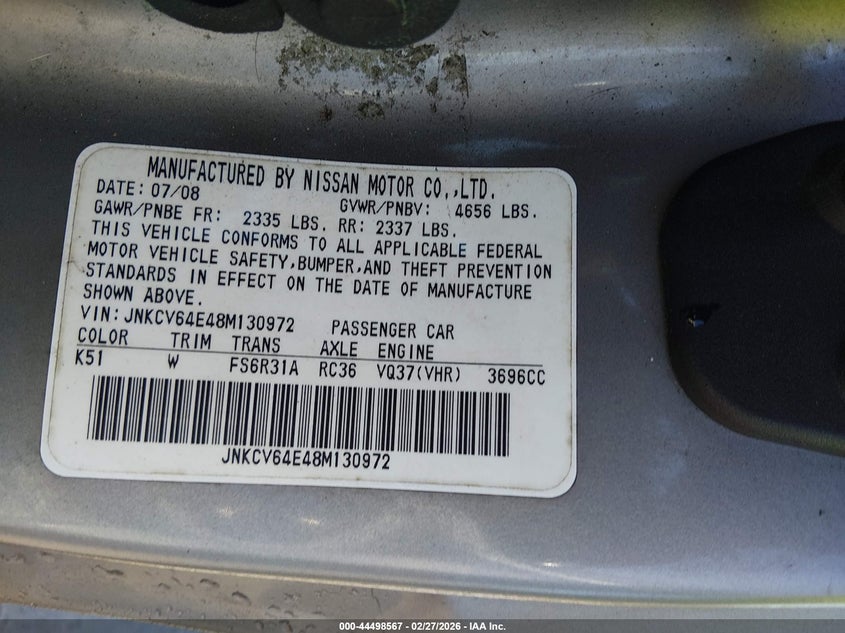 MANUFACTURED BY NISSAN MOTOR CO.,LTD.
DATE: 07/08 GVWR/PNBV: 4656 LBS.
GAWR/PNBE FR: 2335 LBS. RR: 2337 LBS.
THIS VEHICLE CONFORMS TO ALL APPLICABLE FEDERAL
MOTOR VEHICLE SAFETY,BUMPER,AND THEFT PREVENTION
STANDARDS IN EFFECT ON THE DATE OF MANUFACTURE
SHOWN ABOVE.
VIN:JNKCV64E48M130972 PASSENGER CAR
COLOR TRIM TRANS AXLE ENGINE
K51 W FS6R31A RC36 VQ37(VHR) 3696CC
JNKCV64E48M130972
000-44498567 - 02/27/2026 - IAA Inc.